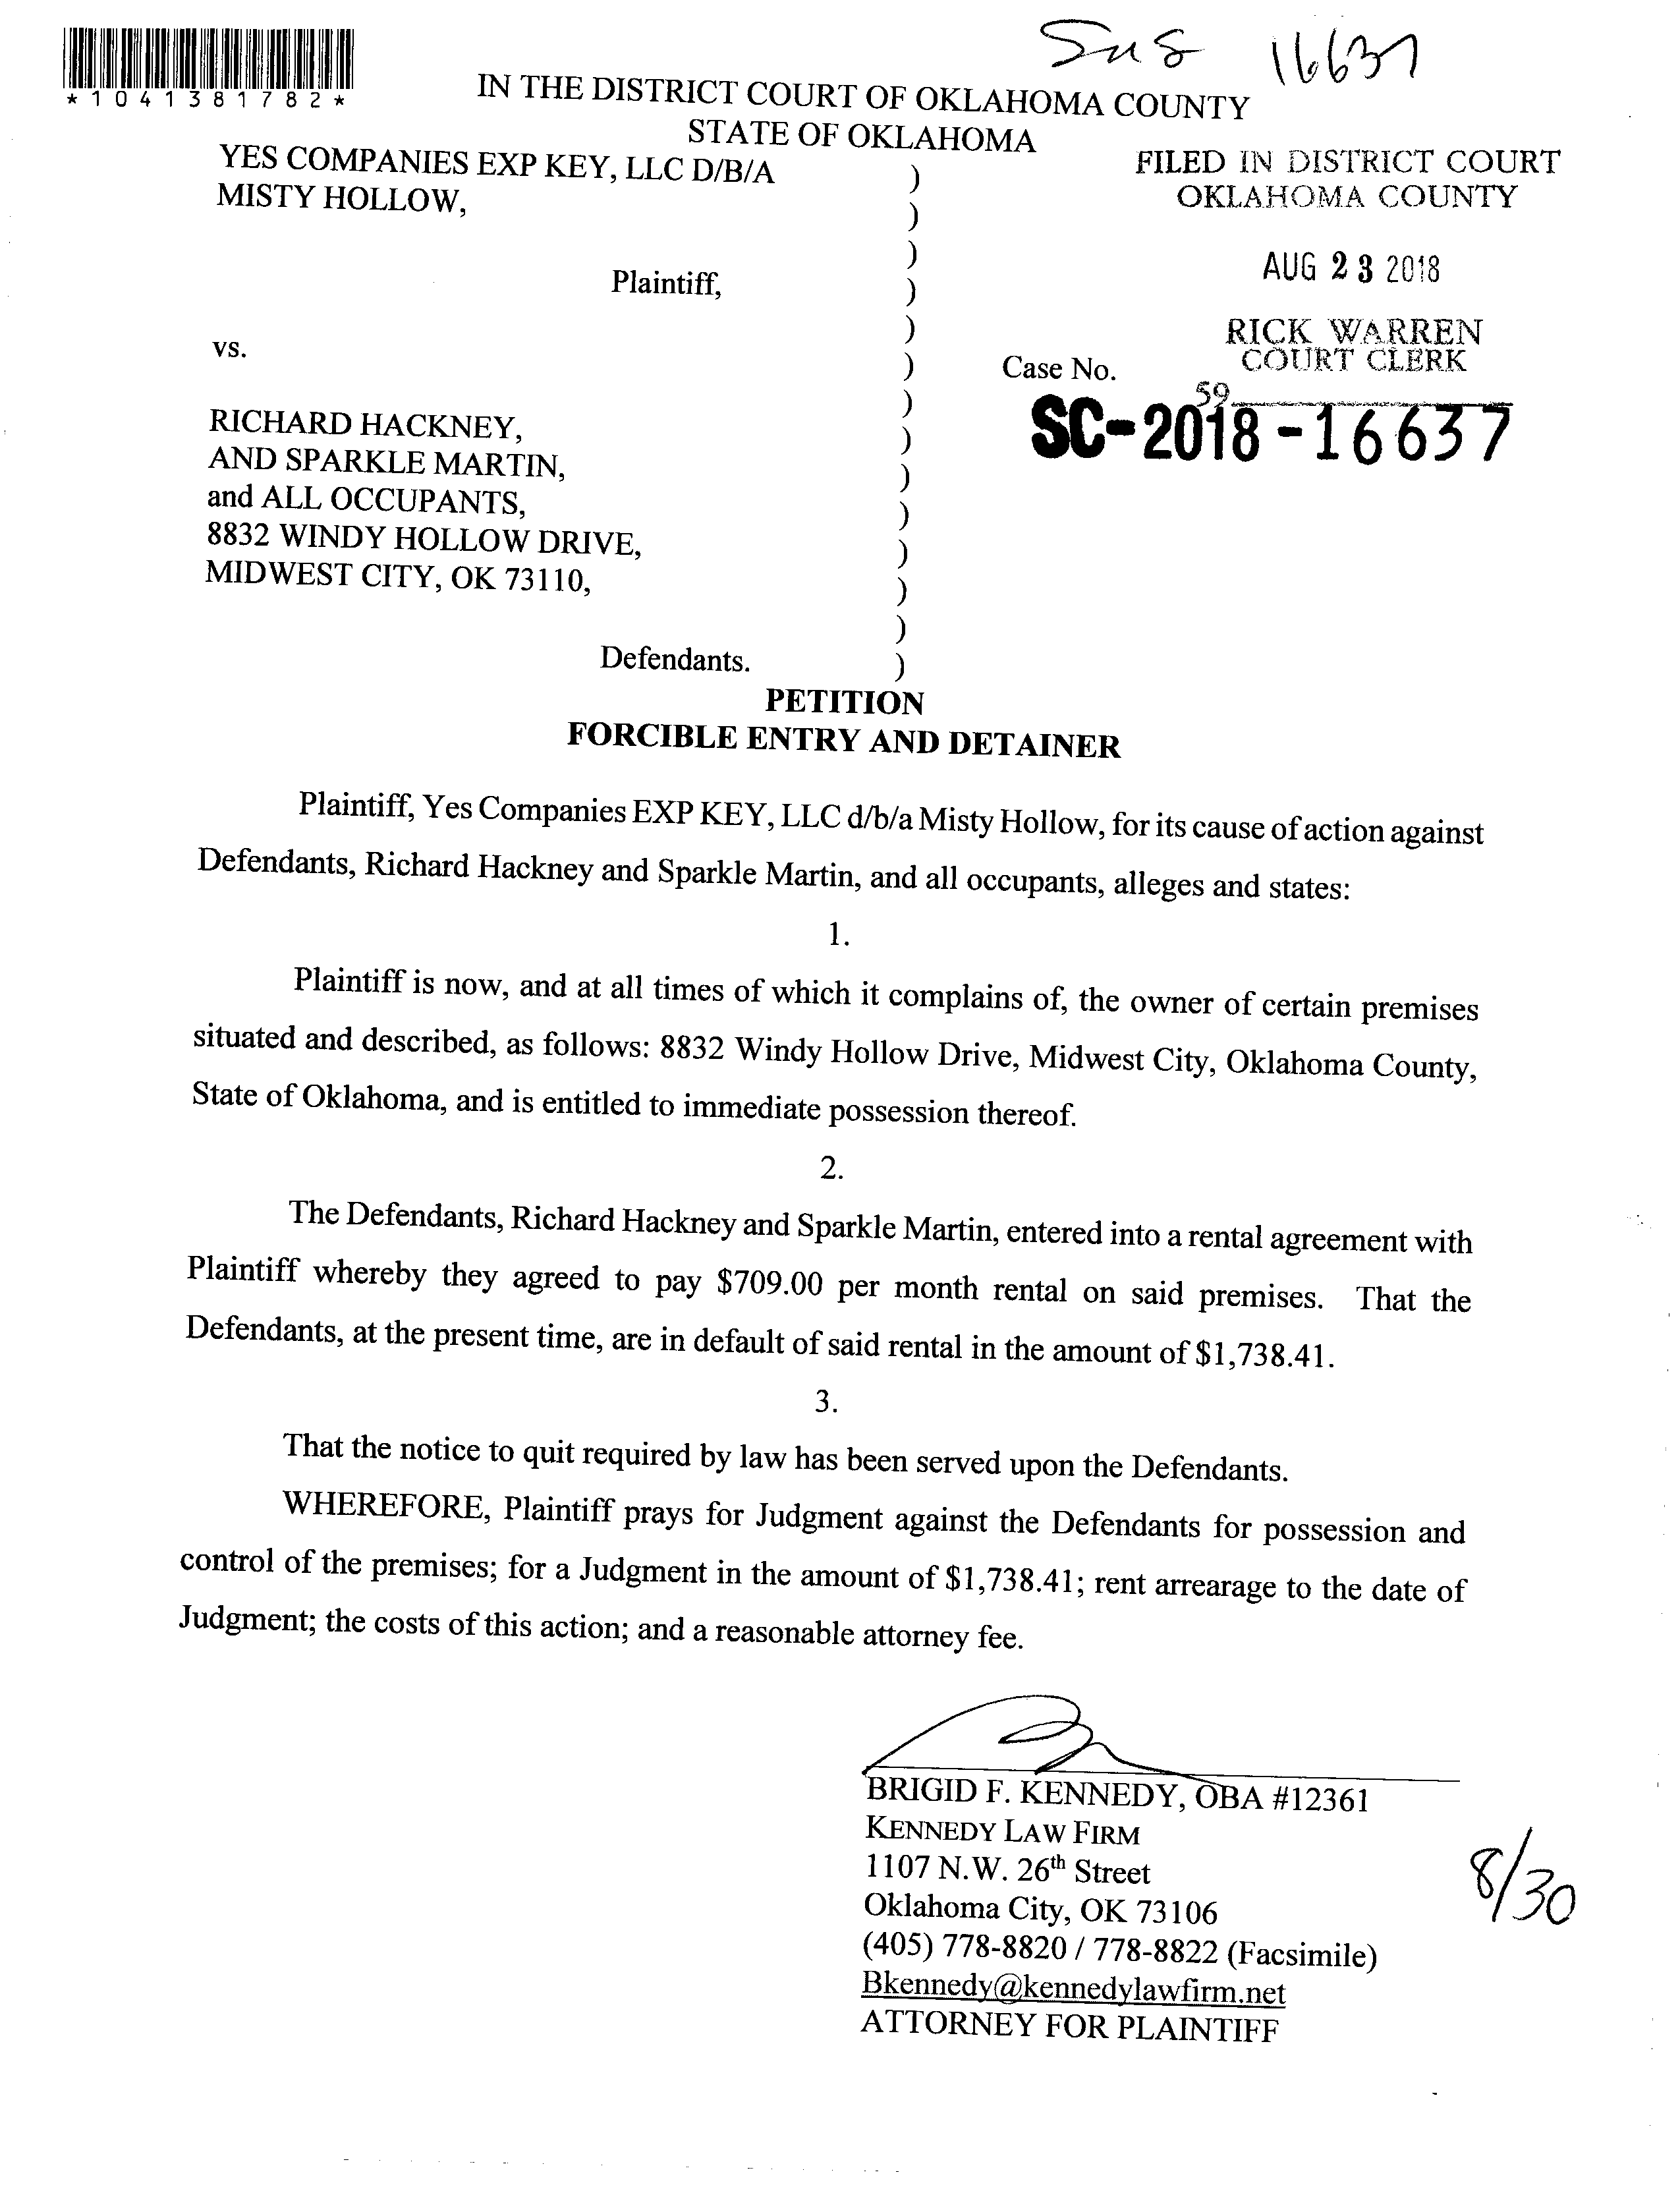 SMS 16637
*1041381782*
IN THE DISTRICT COURT OF OKLAHOMA COUNTY
STATE OF OKLAHOMA
YES COMPANIES EXP KEY, LLC D/B/A
MISTY HOLLOW,
Plaintiff,
vs.
RICHARD HACKNEY,
AND SPARKLE MARTIN,
and ALL OCCUPANTS,
8832 WINDY HOLLOW DRIVE,
MIDWEST CITY, OK 73110,
Defendants.
)
)
)
)
)
)
)
)
)
)
)
)
)
)
FILED IN DISTRICT COURT
OKLAHOMA COUNTY
AUG 23 2018
RICK WARREN
COURT CLERK
Case No.
59
SC-2018-16637
PETITION
FORCIBLE ENTRY AND DETAINER
Plaintiff, Yes Companies EXP KEY, LLC d/b/a Misty Hollow, for its cause of action against
Defendants, Richard Hackney and Sparkle Martin, and all occupants, alleges and states:
1.
Plaintiff is now, and at all times of which it complains of, the owner of certain premises
situated and described, as follows: 8832 Windy Hollow Drive, Midwest City, Oklahoma County,
State of Oklahoma, and is entitled to immediate possession thereof.
2.
The Defendants, Richard Hackney and Sparkle Martin, entered into a rental agreement with
Plaintiff whereby they agreed to pay $709.00 per month rental on said premises. That the
Defendants, at the present time, are in default of said rental in the amount of $1,738.41.
3.
That the notice to quit required by law has been served upon the Defendants.
WHEREFORE, Plaintiff prays for Judgment against the Defendants for possession and
control of the premises; for a Judgment in the amount of $1,738.41; rent arrearage to the date of
Judgment; the costs of this action; and a reasonable attorney fee.
BRIGID F. KENNEDY, OBA #12361
KENNEDY LAW FIRM
1107 N.W. 26th Street
Oklahoma City, OK 73106
(405) 778-8820 / 778-8822 (Facsimile)
Bkennedy@kennedylawfirm.net
ATTORNEY FOR PLAINTIFF
8/30